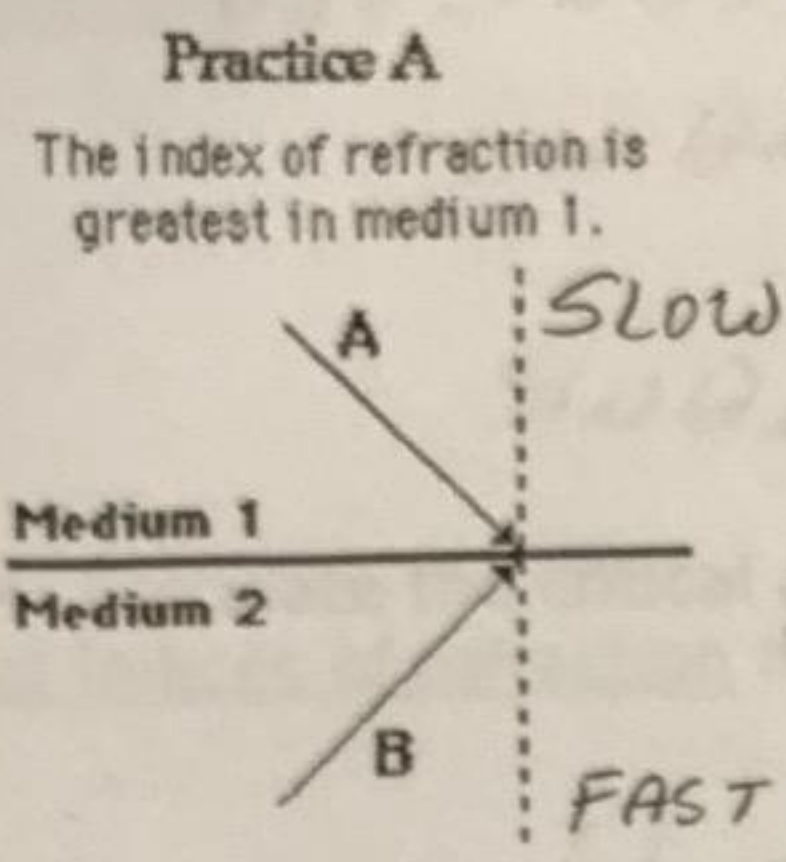 Practice A
The index of refraction is
greatest in medium 1.
SLOW
A
Medium 1
Medium 2
B
FAST